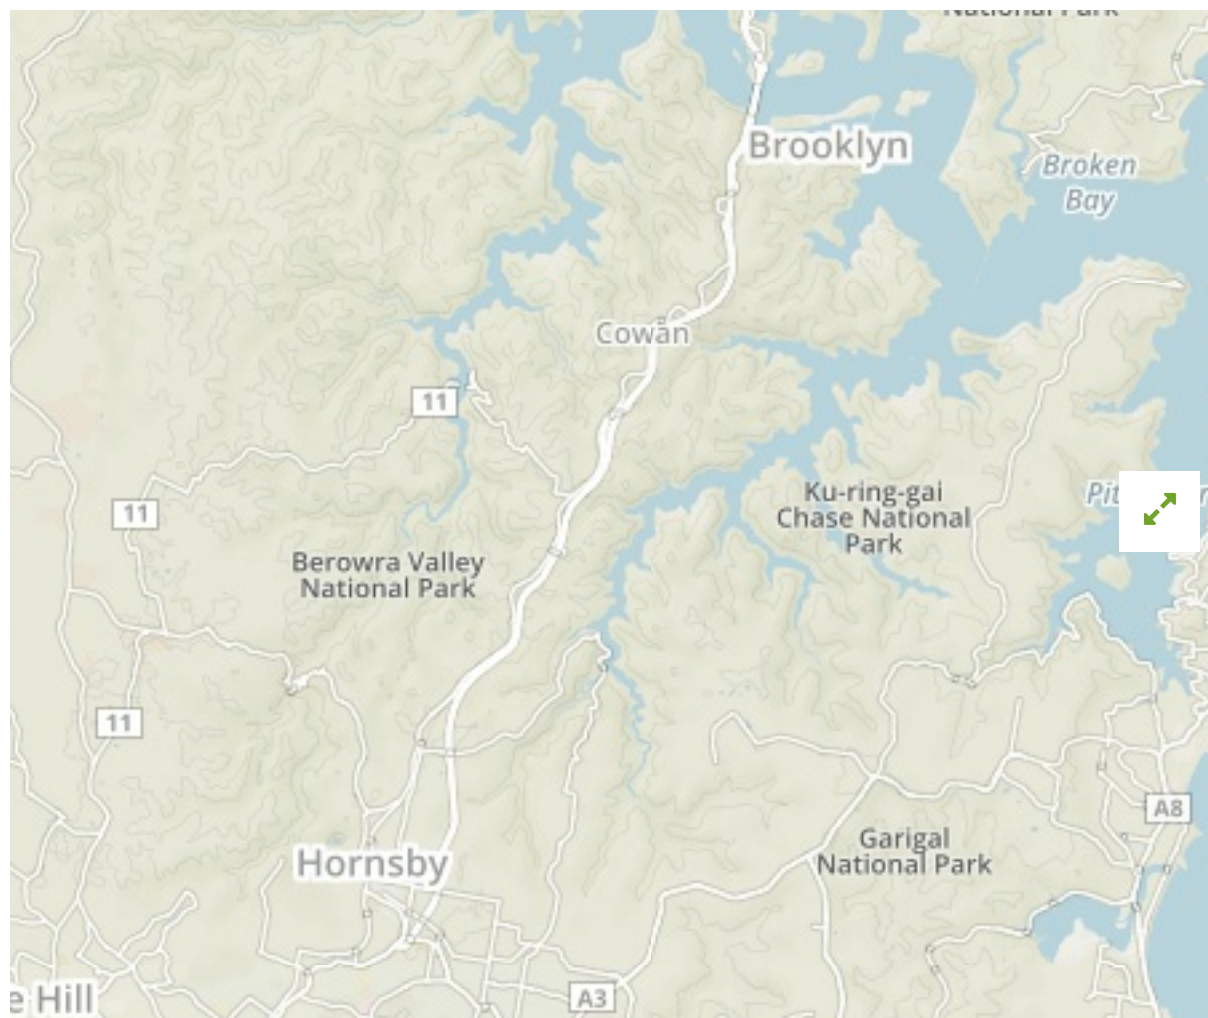 National Park
Brooklyn
Broken
Bay
Cowan
11
Ku-ring-gai
Chase National
Park
11
Berowra Valley
National Park
11
A8
Garigal
National Park
Hornsby
e Hill
A3